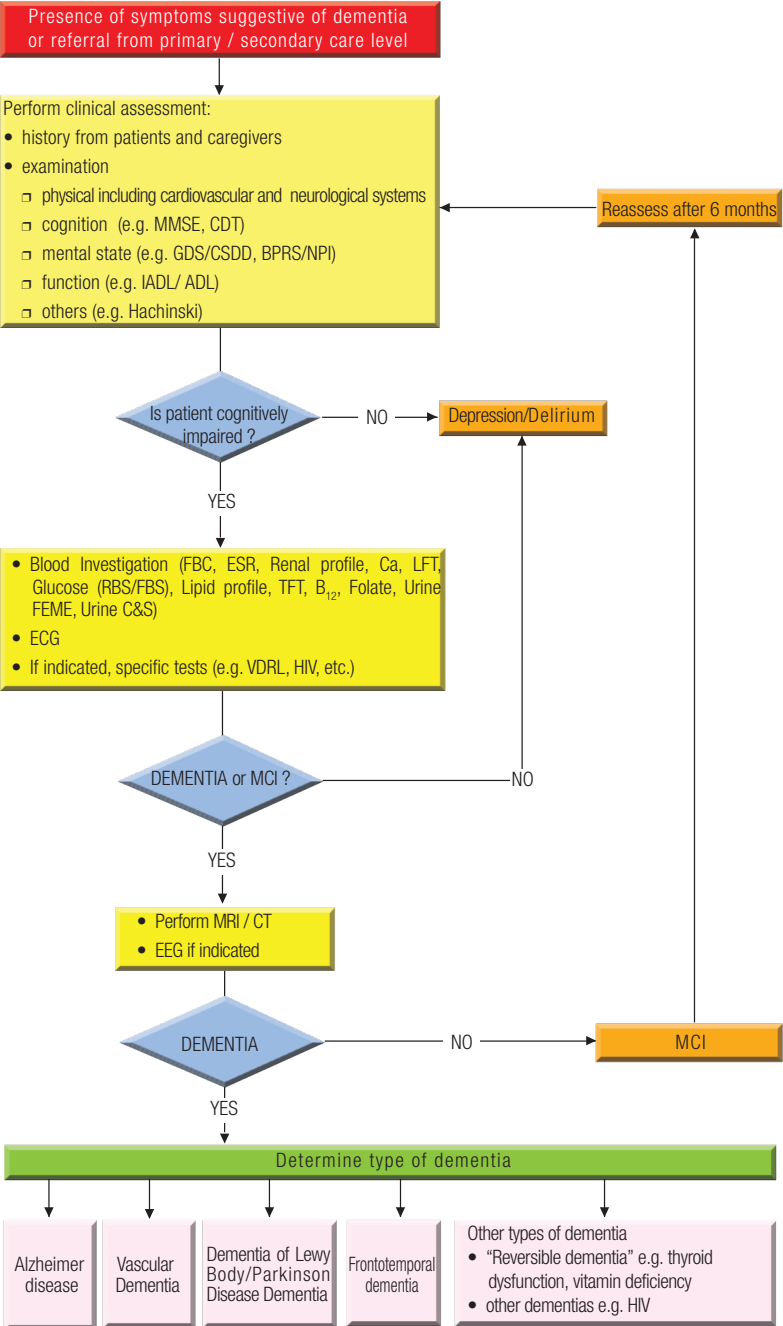 Presence of symptoms suggestive of dementia
or referral from primary / secondary care level
Perform clinical assessment:
• history from patients and caregivers
• examination
❒ physical including cardiovascular and neurological systems
❒ cognition (e.g. MMSE, CDT)
❒ mental state (e.g. GDS/CSDD, BPRS/NPI)
❒ function (e.g. IADL/ ADL)
❒ others (e.g. Hachinski)
Reassess after 6 months
Is patient cognitively
impaired ?
NO
Depression/Delirium
YES
• Blood Investigation (FBC, ESR, Renal profile, Ca, LFT,
Glucose (RBS/FBS), Lipid profile, TFT, B₁₂, Folate, Urine
FEME, Urine C&S)
• ECG
• If indicated, specific tests (e.g. VDRL, HIV, etc.)
DEMENTIA or MCI ?
NO
YES
• Perform MRI / CT
• EEG if indicated
DEMENTIA
NO
MCI
YES
Determine type of dementia
Alzheimer
disease
Vascular
Dementia
Dementia of Lewy
Body/Parkinson
Disease Dementia
Frontotemporal
dementia
Other types of dementia
• “Reversible dementia” e.g. thyroid
dysfunction, vitamin deficiency
• other dementias e.g. HIV